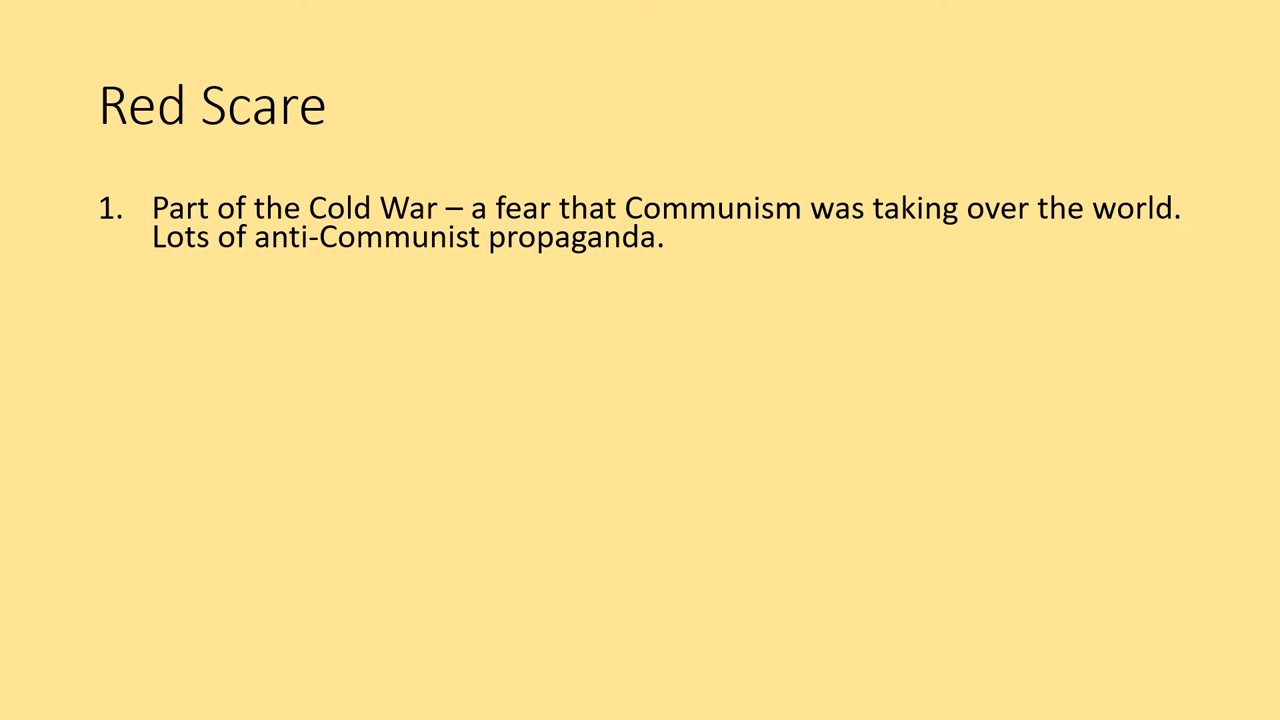 Red Scare
1. Part of the Cold War – a fear that Communism was taking over the world.
Lots of anti-Communist propaganda.